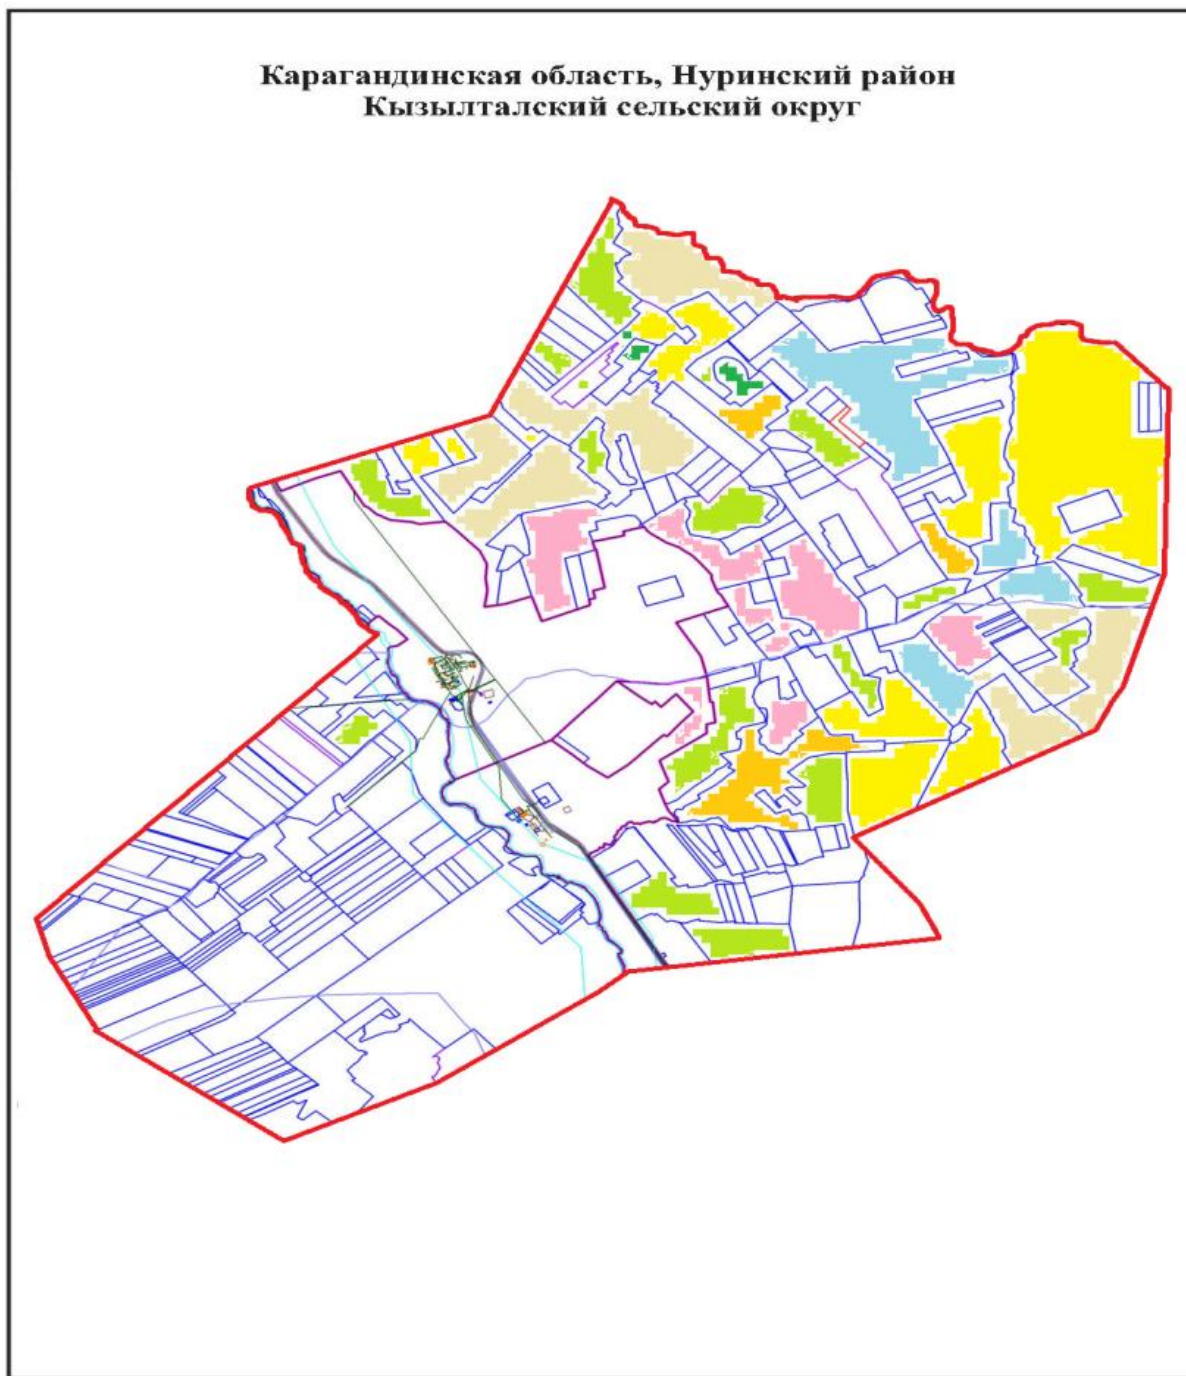 Карагандинская область, Нуринский район
Кызылталский сельский округ